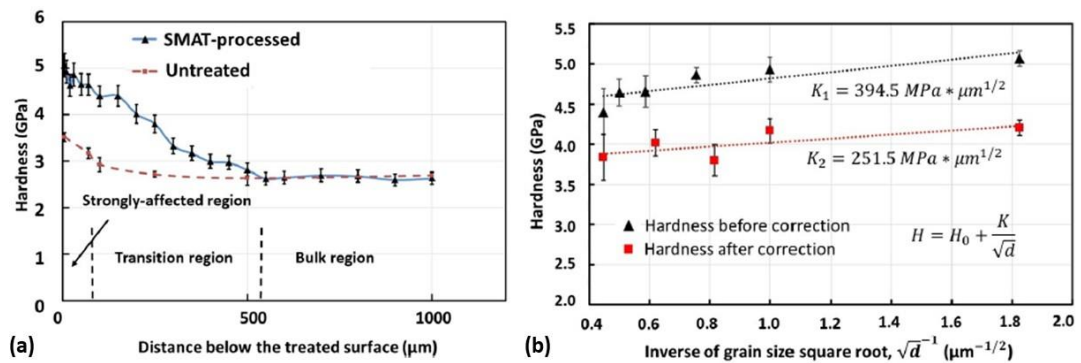 6
5
4
3
2
1
0
Hardness (GPa)
SMAT-processed
Untreated
Strongly-affected region
Transition region
Bulk region
0
500
1000
Distance below the treated surface (μm)
(a)
5.0
4.5
4.0
3.5
3.0
2.5
2.0
Hardness (GPa)
K₁ = 394.5 MPa * μm^1/2
K₂ = 251.5 MPa * μm^1/2
Hardness before correction
Hardness after correction
H = H₀ + K/√d
0.4 0.6 0.8 1.0 1.2 1.4 1.6 1.8 2.0
Inverse of grain size square root, √d⁻¹ (μm⁻¹/²)
(b)